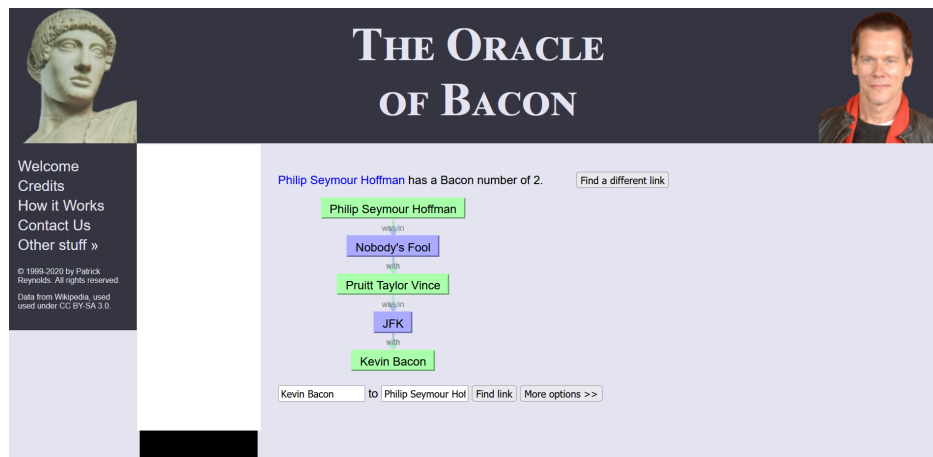 THE ORACLE
OF BACON
Welcome
Credits
How it Works
Contact Us
Other stuff »
© 1999-2020 by Patrick
Reynolds. All rights reserved.
Data from Wikipedia, used
used under CC BY-SA 3.0.
Philip Seymour Hoffman has a Bacon number of 2. Find a different link
Philip Seymour Hoffman
was in
Nobody's Fool
with
Pruitt Taylor Vince
was in
JFK
with
Kevin Bacon
Kevin Bacon to Philip Seymour Hof Find link More options >>